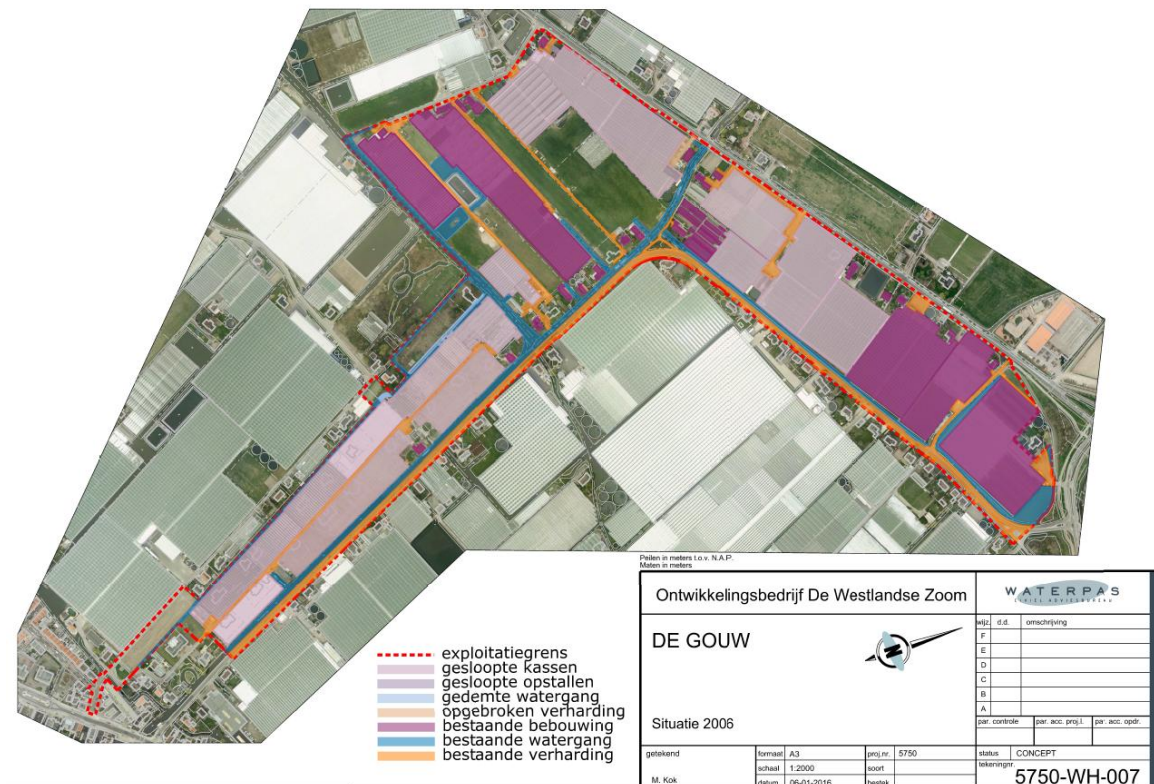 exploitatiegrens
gesloopte kassen
gesloopte opstallen
gedemte watergang
opgebroken verharding
bestaande bebouwing
bestaande watergang
bestaande verharding
Peilen in meters t.o.v. N.A.P.
Maten in meters
Ontwikkelingsbedrijf De Westlandse Zoom
WATERPAS
CIVIEL ADVIESBUREAU
DE GOUW
N
Situatie 2006
wijz. d.d. omschrijving
F
E
D
C
B
A
par. controle par. acc. proj.l. par. acc. opdr.
getekend formaat A3 proj.nr. 5750 status CONCEPT
schaal 1:2000 soort tekeningnr.
M. Kok datum 06-01-2016 bestek 5750-WH-007